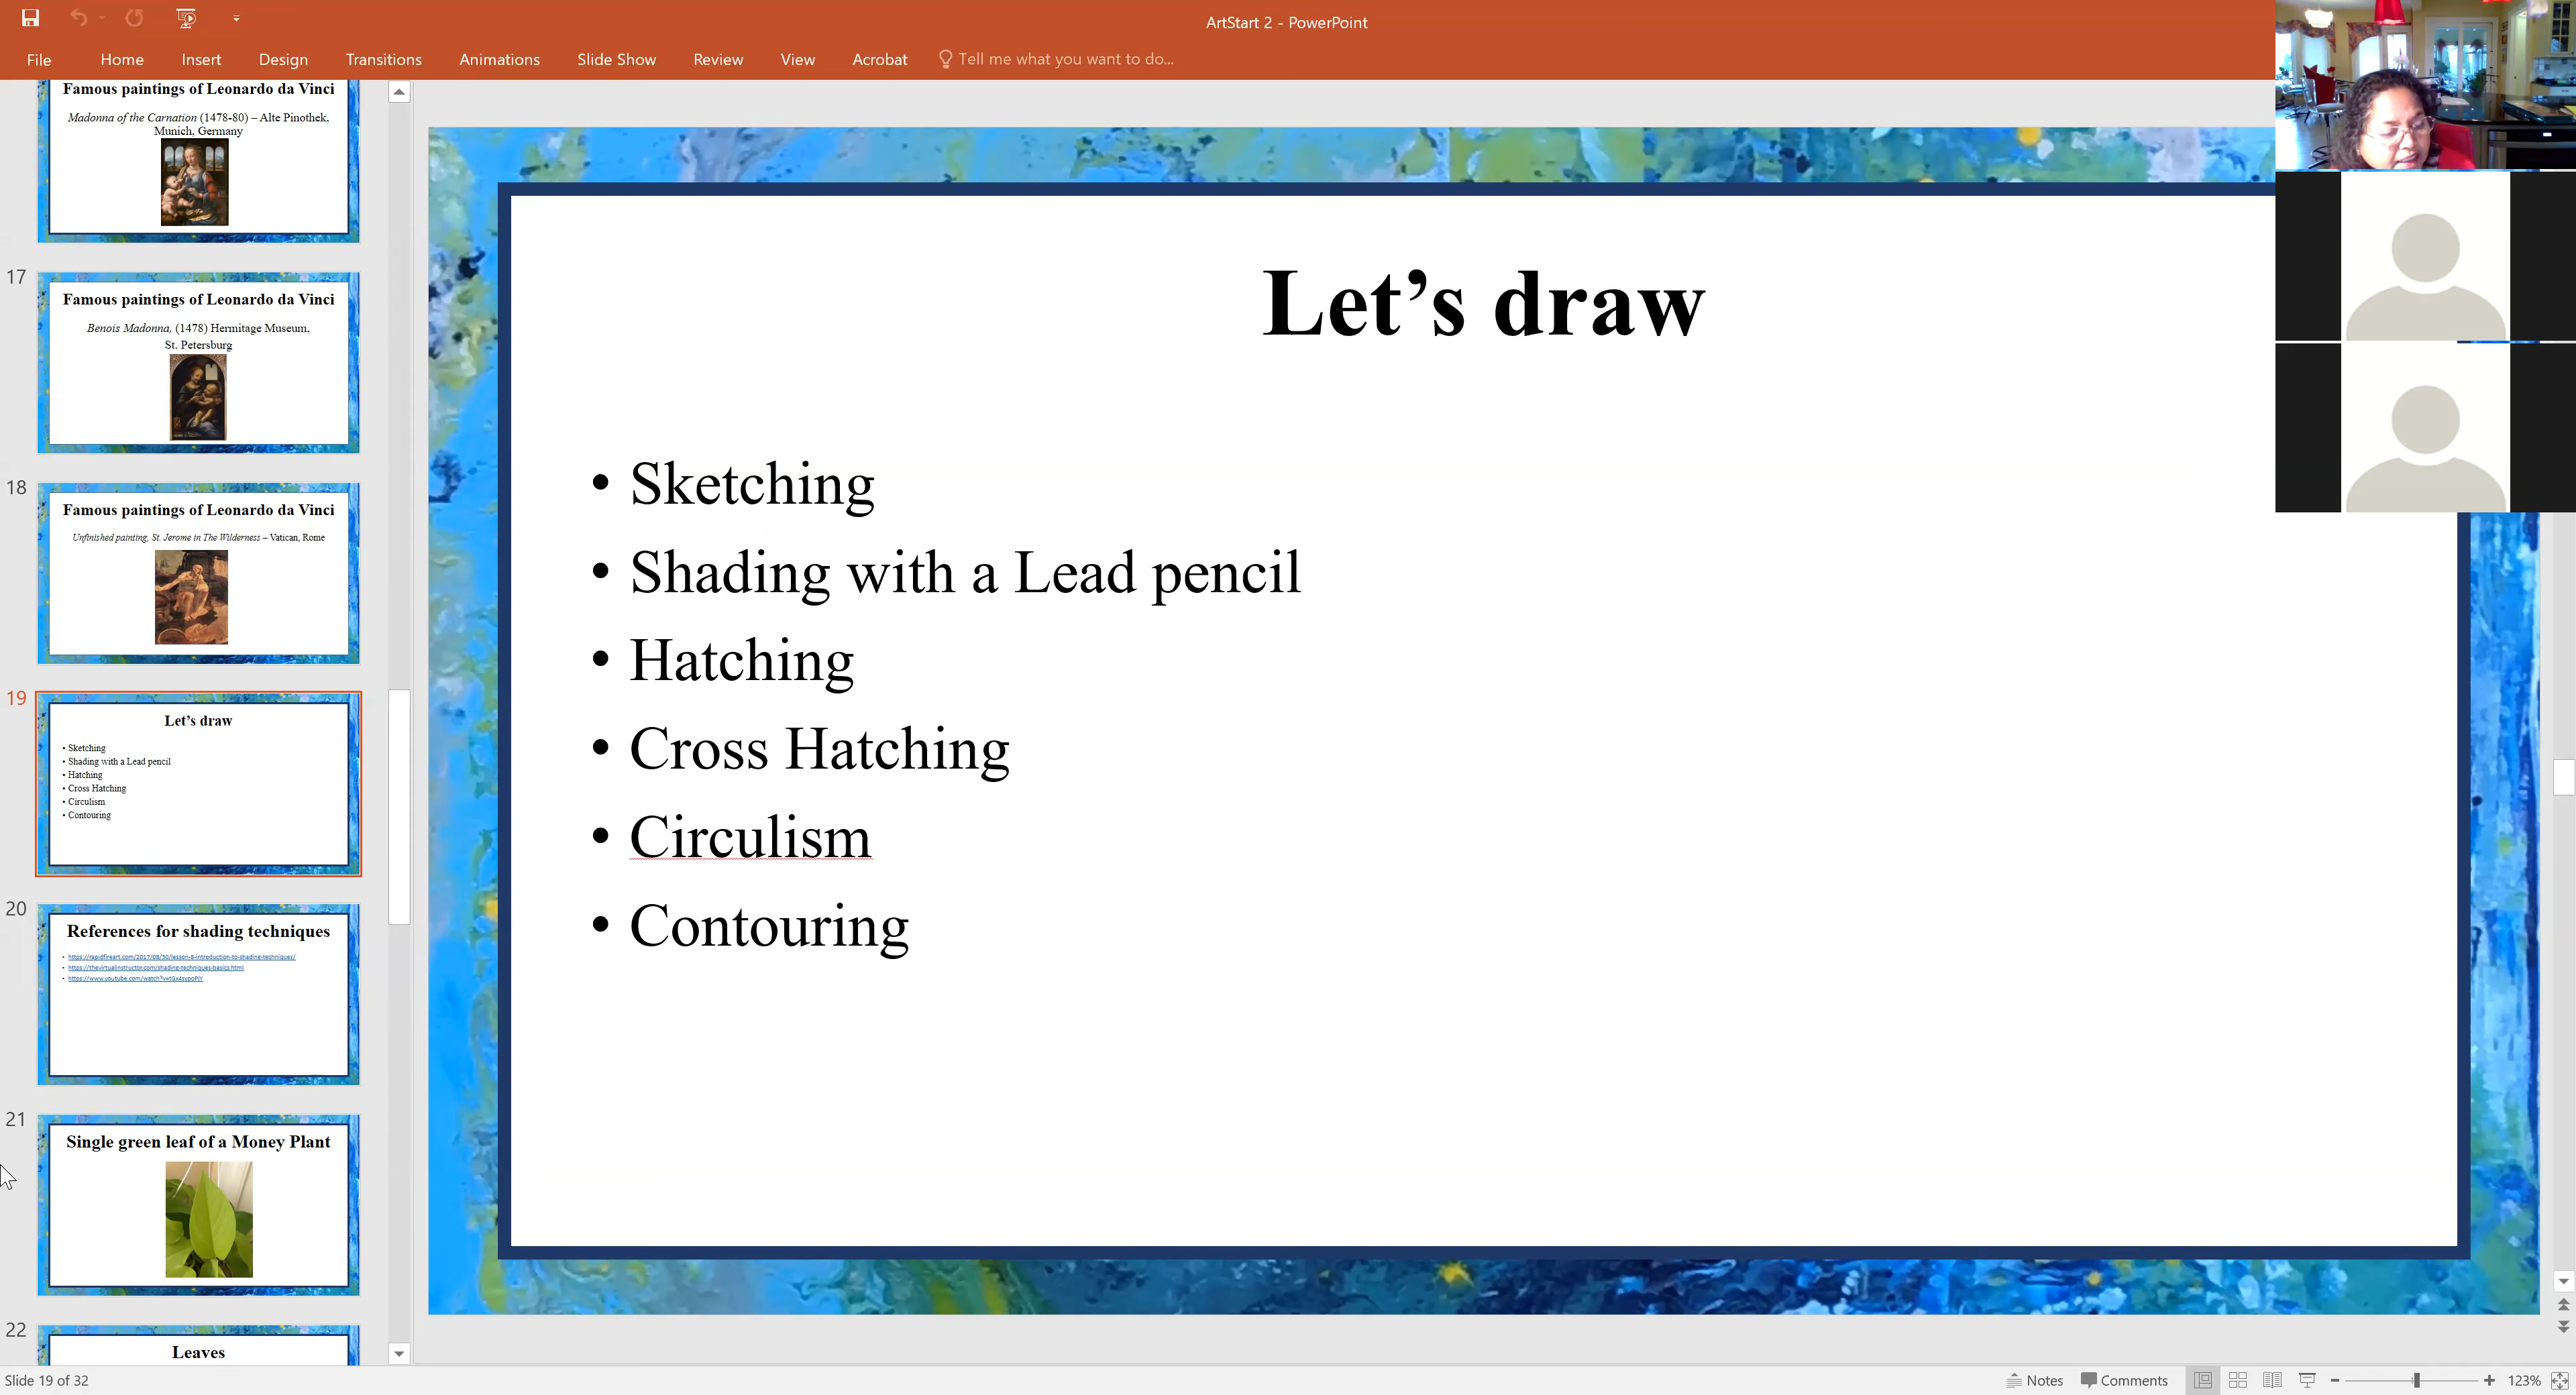 ArtStart 2 - PowerPoint
File Home Insert Design Transitions Animations Slide Show Review View Acrobat Tell me what you want to do...
Famous paintings of Leonardo da Vinci
Madonna of the Carnation (1478-80) – Alte Pinothek,
Munich, Germany
17
Famous paintings of Leonardo da Vinci
Benois Madonna, (1478) Hermitage Museum,
St. Petersburg
18
Famous paintings of Leonardo da Vinci
Unfinished painting, St. Jerome in The Wilderness – Vatican, Rome
19
Let's draw
• Sketching
• Shading with a Lead pencil
• Hatching
• Cross Hatching
• Circulism
• Contouring
20
References for shading techniques
• https://rapidfireart.com/2017/08/30/lesson-8-introduction-to-shading-techniques/
• https://thevirtualinstructor.com/shading-techniques-basics.html
21
Single green leaf of a Money Plant
22
Leaves
Let’s draw
• Sketching
• Shading with a Lead pencil
• Hatching
• Cross Hatching
• Circulism
• Contouring
Slide 19 of 32
Notes Comments 123%